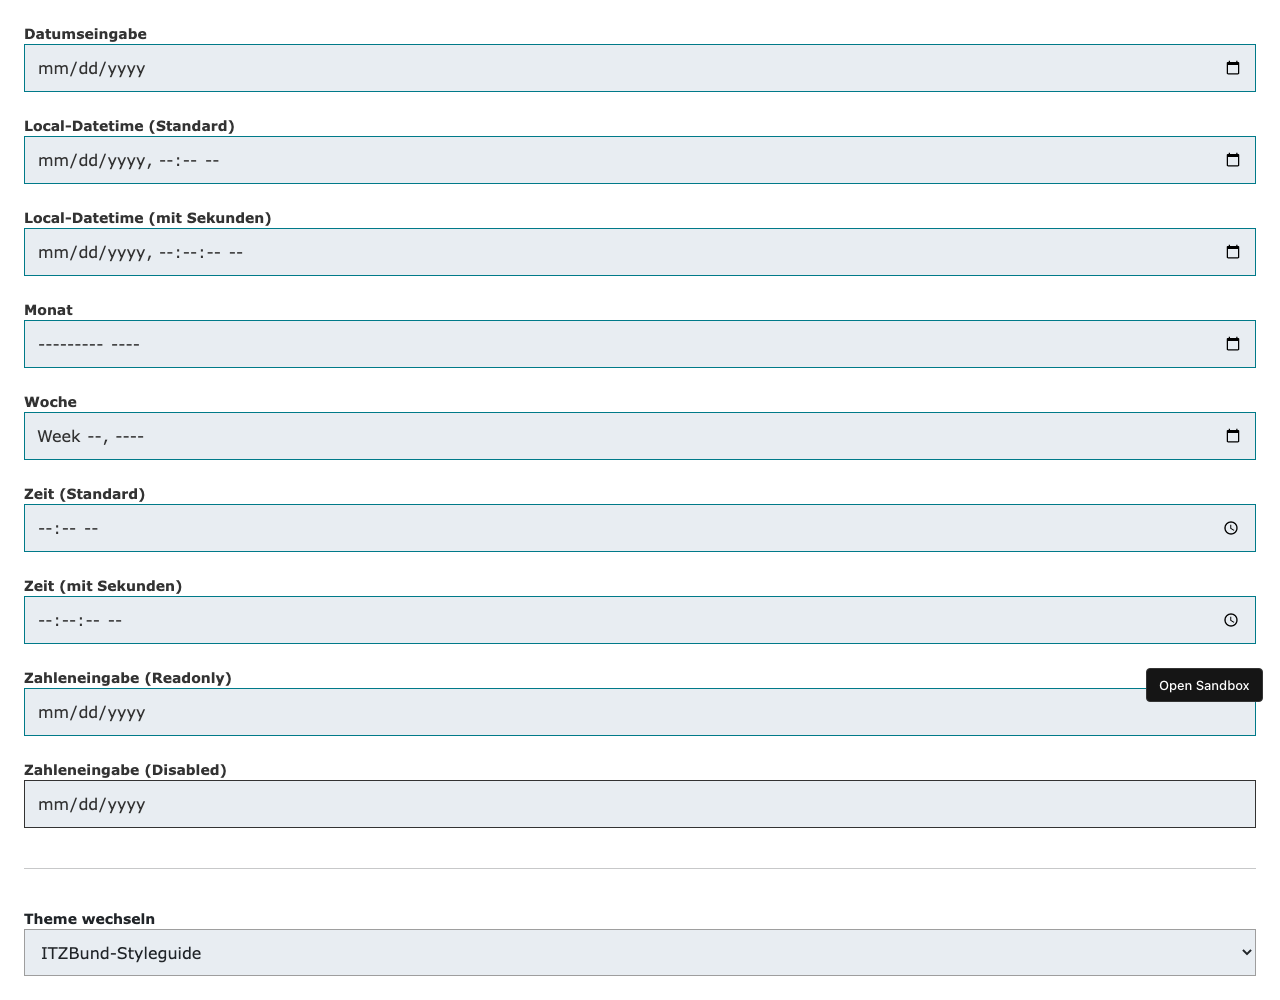 Datumseingabe
mm/dd/yyyy
Local-Datetime (Standard)
mm/dd/yyyy, --:-- --
Local-Datetime (mit Sekunden)
mm/dd/yyyy, --:--:-- --
Monat
--------- ----
Woche
Week --, ----
Zeit (Standard)
--:-- --
Zeit (mit Sekunden)
--:--:-- --
Zahleneingabe (Readonly)
Open Sandbox
mm/dd/yyyy
Zahleneingabe (Disabled)
mm/dd/yyyy
Theme wechseln
ITZBund-Styleguide